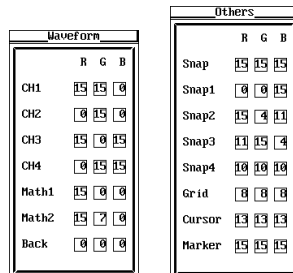 Waveform
R G B
CH1 15 15 0
CH2 0 15 0
CH3 15 0 15
CH4 0 15 15
Math1 15 0 0
Math2 15 7 0
Back 0 0 0
Others
R G B
Snap 15 15 15
Snap1 0 0 15
Snap2 15 4 11
Snap3 11 15 4
Snap4 10 10 10
Grid 8 8 8
Cursor 13 13 13
Marker 15 15 15